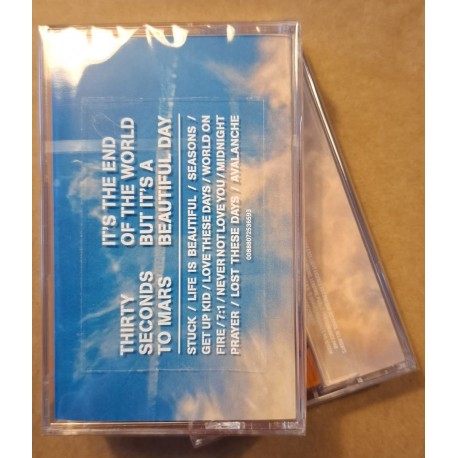 THIRTY
SECONDS
TO MARS
IT'S THE END
OF THE WORLD
BUT IT'S A
BEAUTIFUL DAY
STUCK / LIFE IS BEAUTIFUL / SEASONS /
GET UP KID / LOVE THESE DAYS / WORLD ON
FIRE / 7:1 / NEVER NOT LOVE YOU / MIDNIGHT
PRAYER / LOST THESE DAYS / AVALANCHE